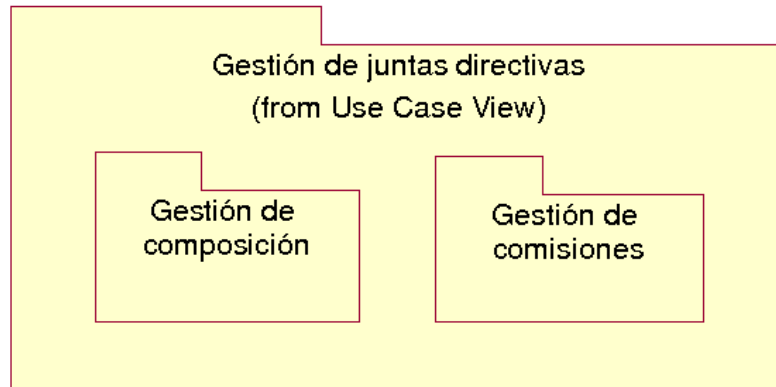 Gestión de juntas directivas
(from Use Case View)
Gestión de
composición
Gestión de
comisiones